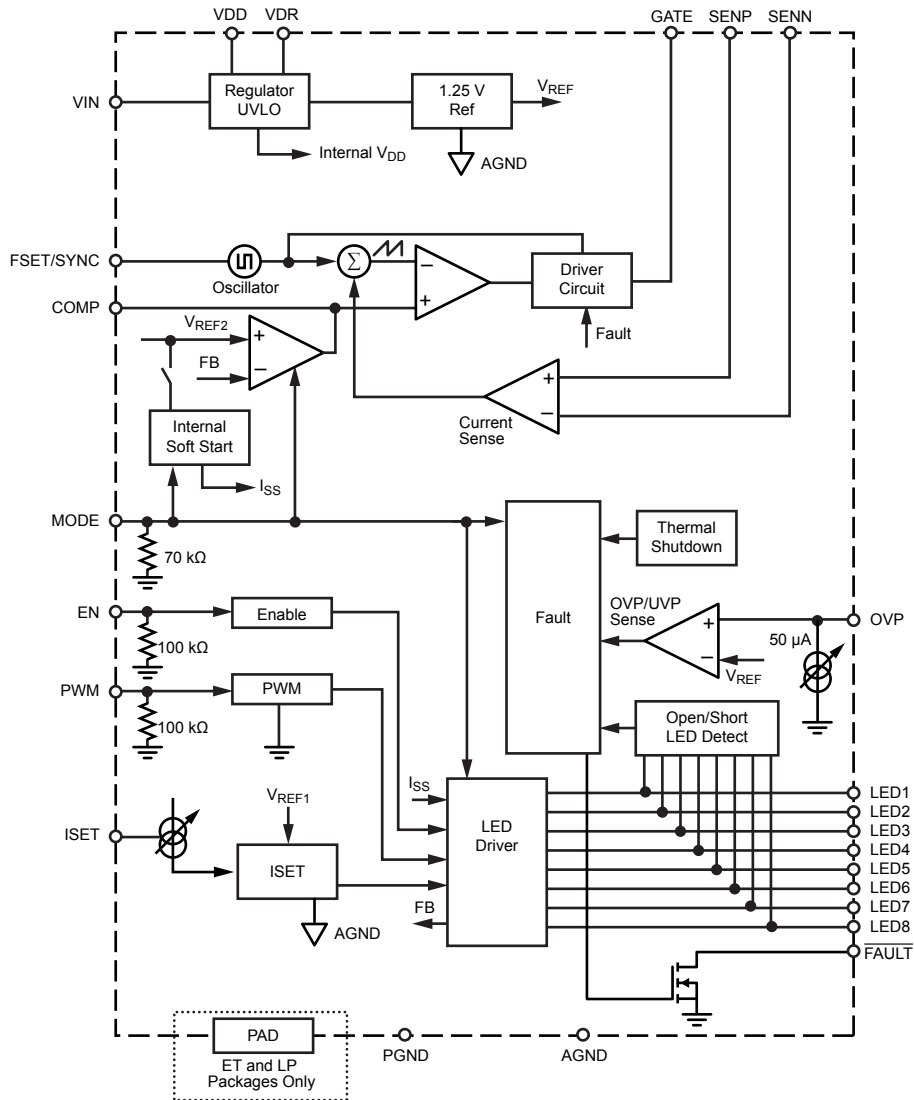 VDD
VDR
GATE
SENP
SENN
VIN
Regulator
UVLO
1.25 V
Ref
VREF
Internal VDD
AGND
FSET/SYNC
Oscillator
Σ
−
+
Driver
Circuit
COMP
VREF2
Fault
FB
+
−
+
−
Current
Sense
Internal
Soft Start
ISS
MODE
70 kΩ
Thermal
Shutdown
Fault
EN
Enable
100 kΩ
OVP/UVP
Sense
+
−
50 µA
OVP
VREF
PWM
PWM
100 kΩ
Open/Short
LED Detect
ISS
VREF1
LED
Driver
ISET
ISET
FB
AGND
LED1
LED2
LED3
LED4
LED5
LED6
LED7
LED8
FAULT
PAD
ET and LP
Packages Only
PGND
AGND